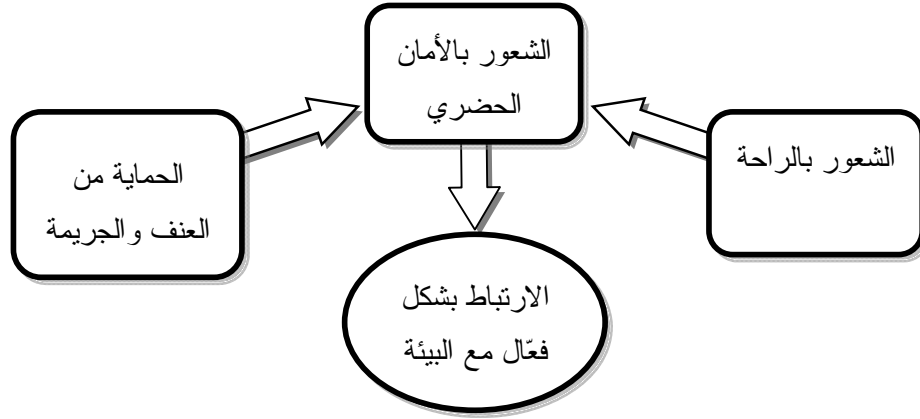 الشعور بالأمان
الحضري
الشعور بالراحة
الحماية من
العنف والجريمة
الارتباط بشكل
فعّال مع البيئة